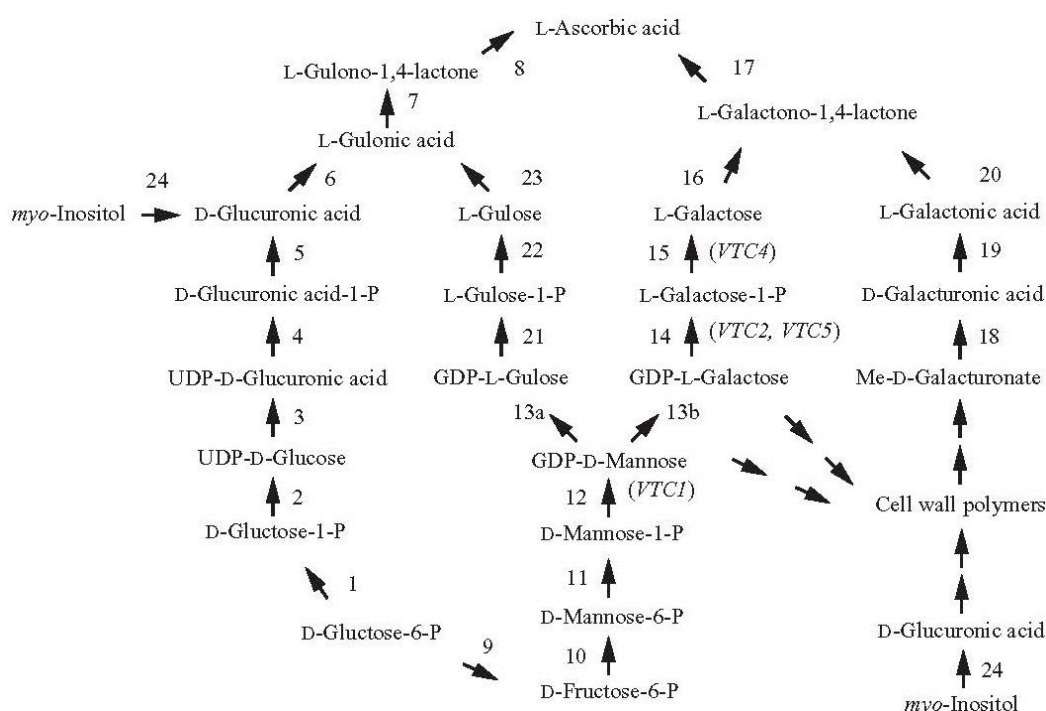 L-Ascorbic acid
8
17
L-Gulono-1,4-lactone
7
L-Galactono-1,4-lactone
L-Gulonic acid
24
6
23
16
20
myo-Inositol
D-Glucuronic acid
L-Gulose
L-Galactose
L-Galactonic acid
5
22
15
(VTC4)
19
D-Glucuronic acid-1-P
L-Gulose-1-P
L-Galactose-1-P
D-Galacturonic acid
4
21
14
(VTC2, VTC5)
18
UDP-D-Glucuronic acid
GDP-L-Gulose
GDP-L-Galactose
Me-D-Galacturonate
3
13a
13b
UDP-D-Glucose
GDP-D-Mannose
2
12
(VTC1)
Cell wall polymers
D-Gluctose-1-P
D-Mannose-1-P
1
11
D-Gluctose-6-P
D-Mannose-6-P
D-Glucuronic acid
9
10
24
D-Fructose-6-P
myo-Inositol